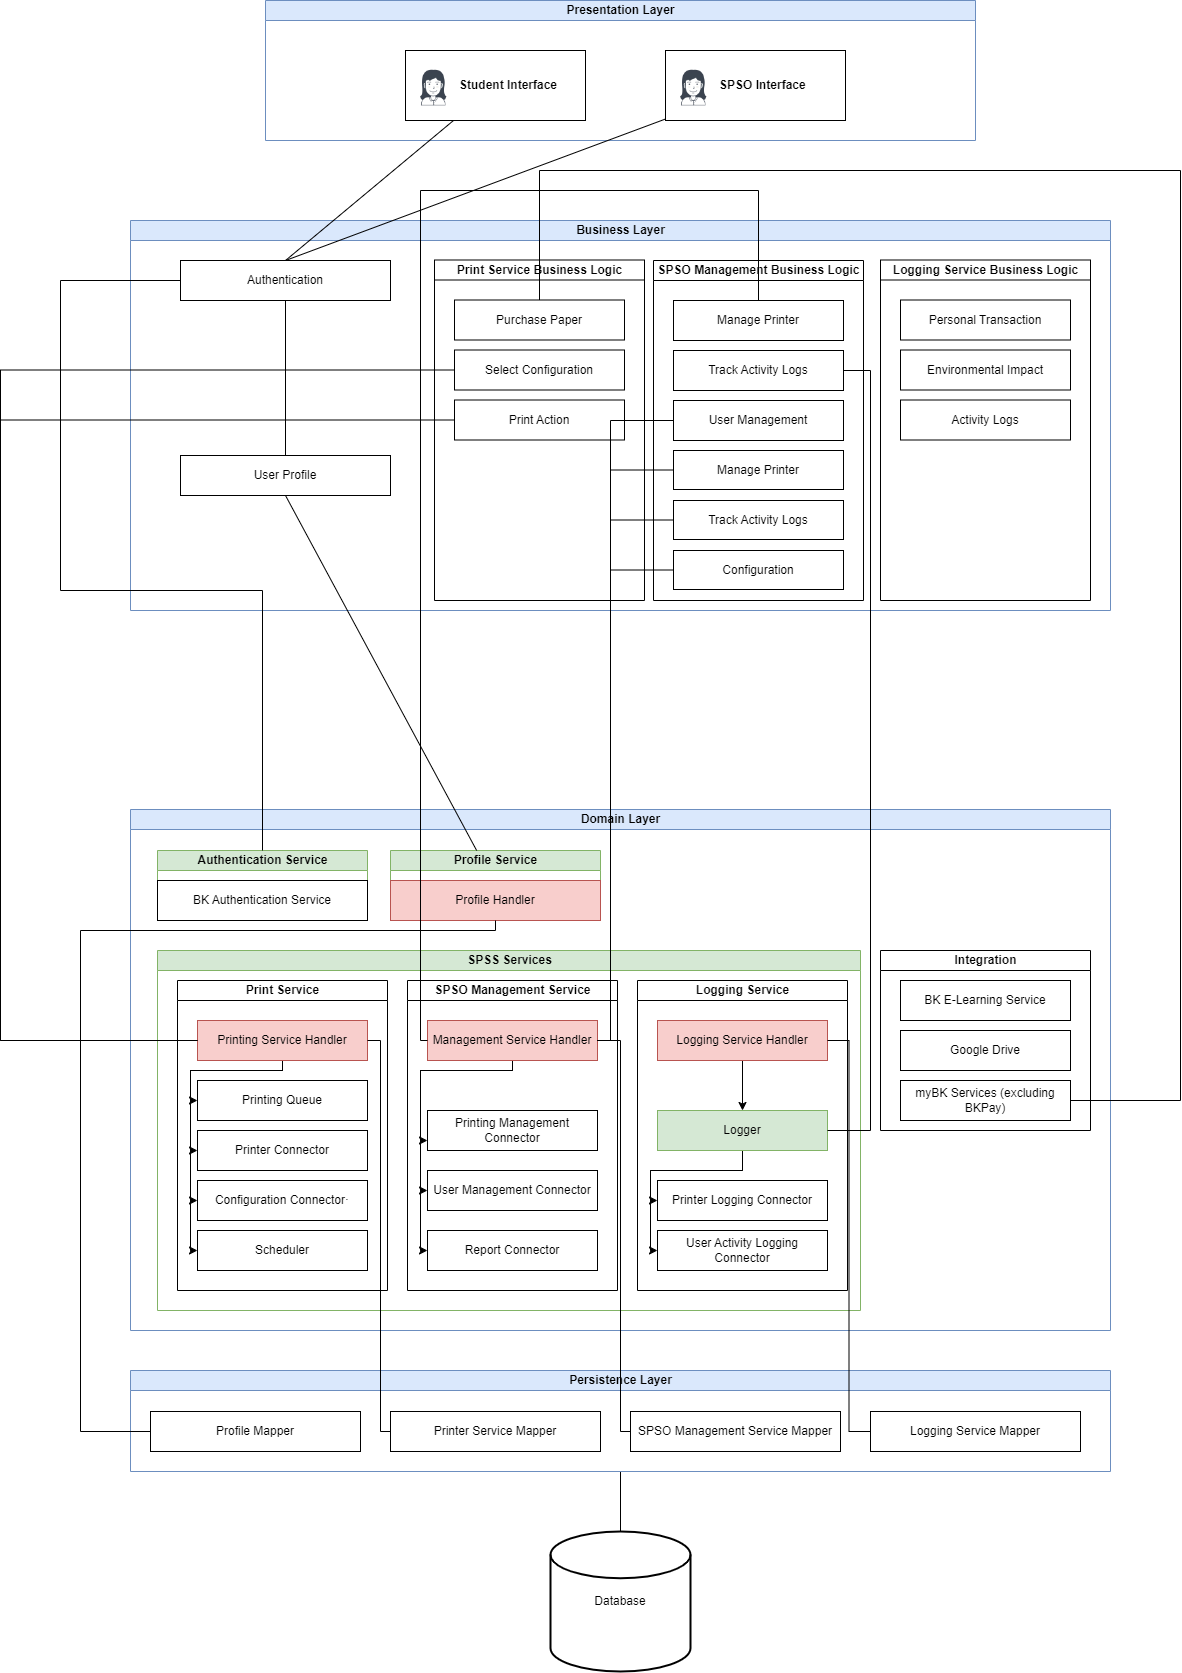 Presentation Layer
Student Interface
SPSO Interface
Business Layer
Authentication
User Profile
Print Service Business Logic
Purchase Paper
Select Configuration
Print Action
SPSO Management Business Logic
Manage Printer
Track Activity Logs
User Management
Manage Printer
Track Activity Logs
Configuration
Logging Service Business Logic
Personal Transaction
Environmental Impact
Activity Logs
Domain Layer
Authentication Service
BK Authentication Service
Profile Service
Profile Handler
SPSS Services
Print Service
Printing Service Handler
Printing Queue
Printer Connector
Configuration Connector·
Scheduler
SPSO Management Service
Management Service Handler
Printing Management
Connector
User Management Connector
Report Connector
Logging Service
Logging Service Handler
Logger
Printer Logging Connector
User Activity Logging
Connector
Integration
BK E-Learning Service
Google Drive
myBK Services (excluding
BKPay)
Persistence Layer
Profile Mapper
Printer Service Mapper
SPSO Management Service Mapper
Logging Service Mapper
Database